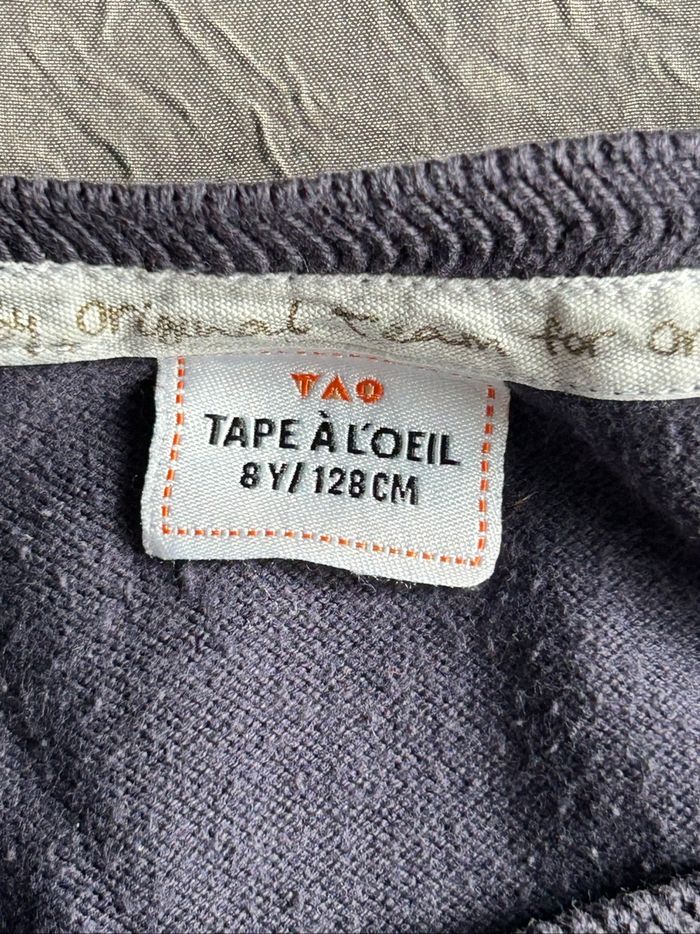 Original Team for
TAO
TAPE À L'OEIL
8 Y/ 128 CM